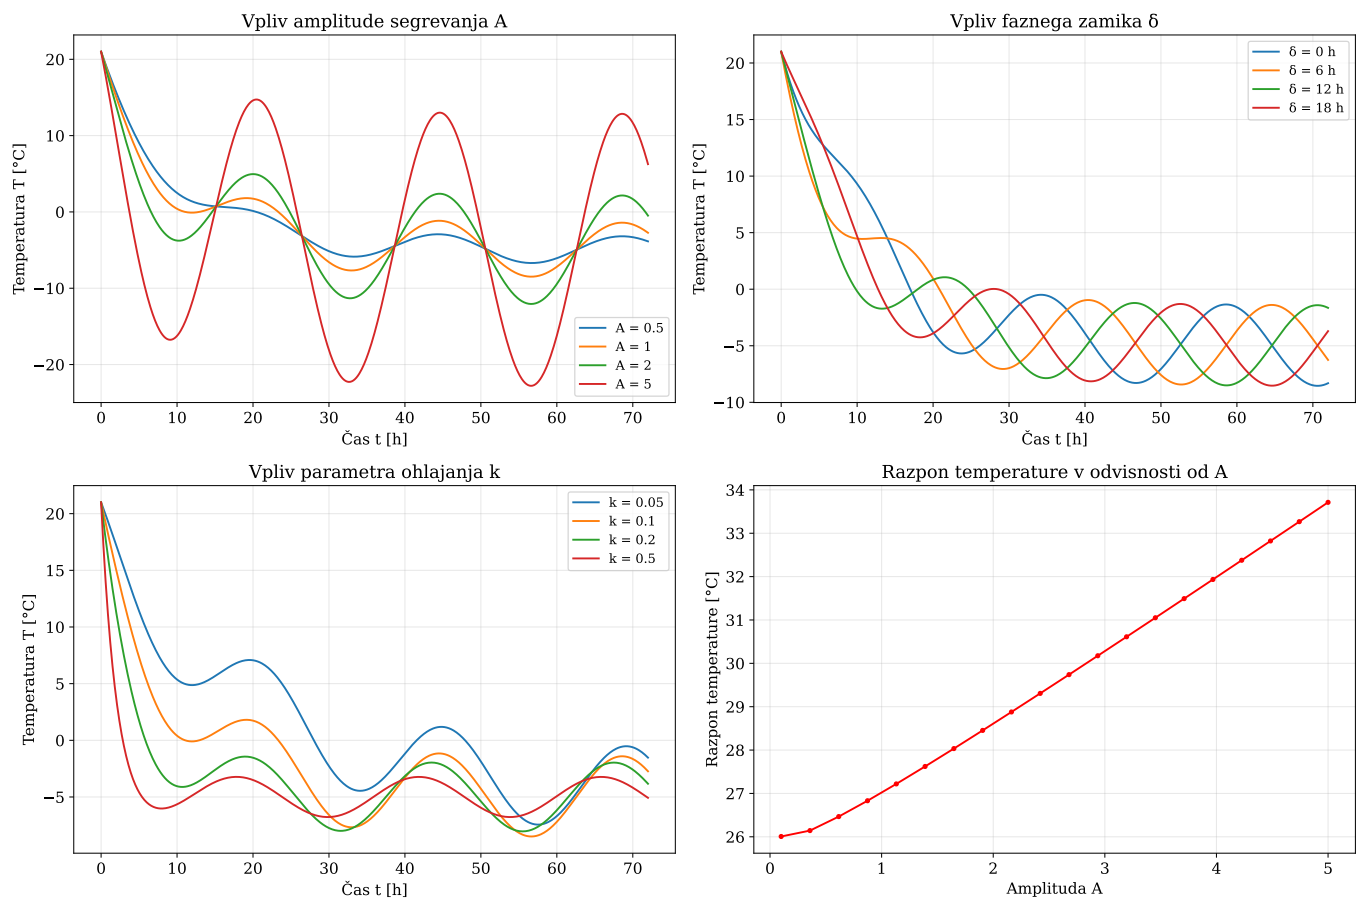 Vpliv amplitude segrevanja A
Temperatura T [°C]
20
10
0
−10
−20
A = 0.5
A = 1
A = 2
A = 5
0 10 20 30 40 50 60 70
Čas t [h]
Vpliv faznega zamika δ
Temperatura T [°C]
20
15
10
5
0
−5
−10
δ = 0 h
δ = 6 h
δ = 12 h
δ = 18 h
0 10 20 30 40 50 60 70
Čas t [h]
Vpliv parametra ohlajanja k
Temperatura T [°C]
20
15
10
5
0
−5
k = 0.05
k = 0.1
k = 0.2
k = 0.5
0 10 20 30 40 50 60 70
Čas t [h]
Razpon temperature v odvisnosti od A
Razpon temperature [°C]
34
33
32
31
30
29
28
27
26
0 1 2 3 4 5
Amplituda A